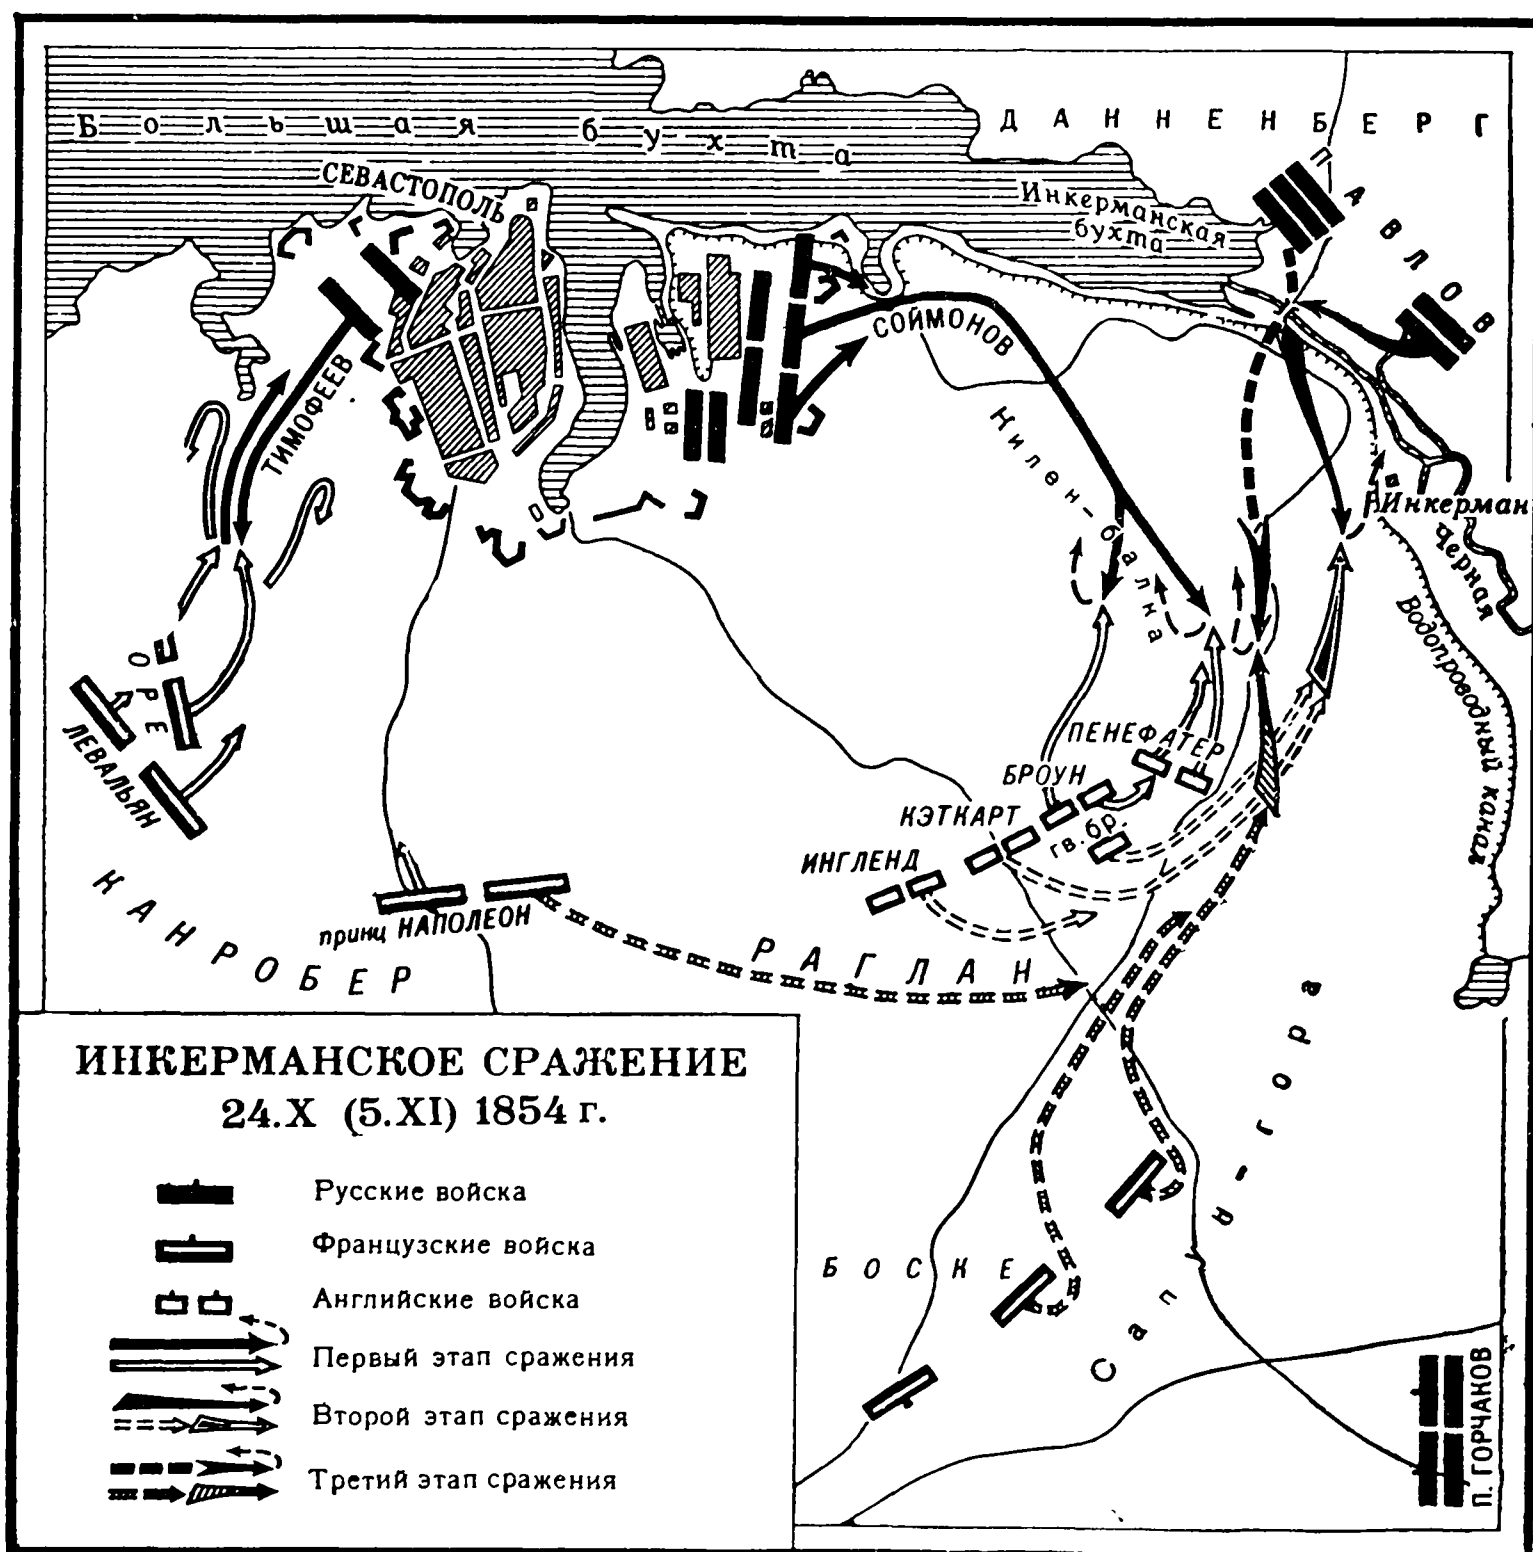 Большая бухта
ДАННЕНБЕРГ
СЕВАСТОПОЛЬ
Инкерманская
бухта
ПАВЛОВ
СОЙМОНОВ
ТИМОФЕЕВ
Килен-балка
Инкерман
Черная
Водопроводный канал
ОРЕ
ЛЕВАЛЬЯН
ПЕНЕФАТЕР
БРОУН
КЭТКАРТ
гв. бр.
ИНГЛЕНД
КАНРОБЕР
принц НАПОЛЕОН
РАГЛАН
Сапун-гора
БОСКЕ
П. ГОРЧАКОВ
ИНКЕРМАНСКОЕ СРАЖЕНИЕ
24.X (5.XI) 1854 г.
Русские войска
Французские войска
Английские войска
Первый этап сражения
Второй этап сражения
Третий этап сражения